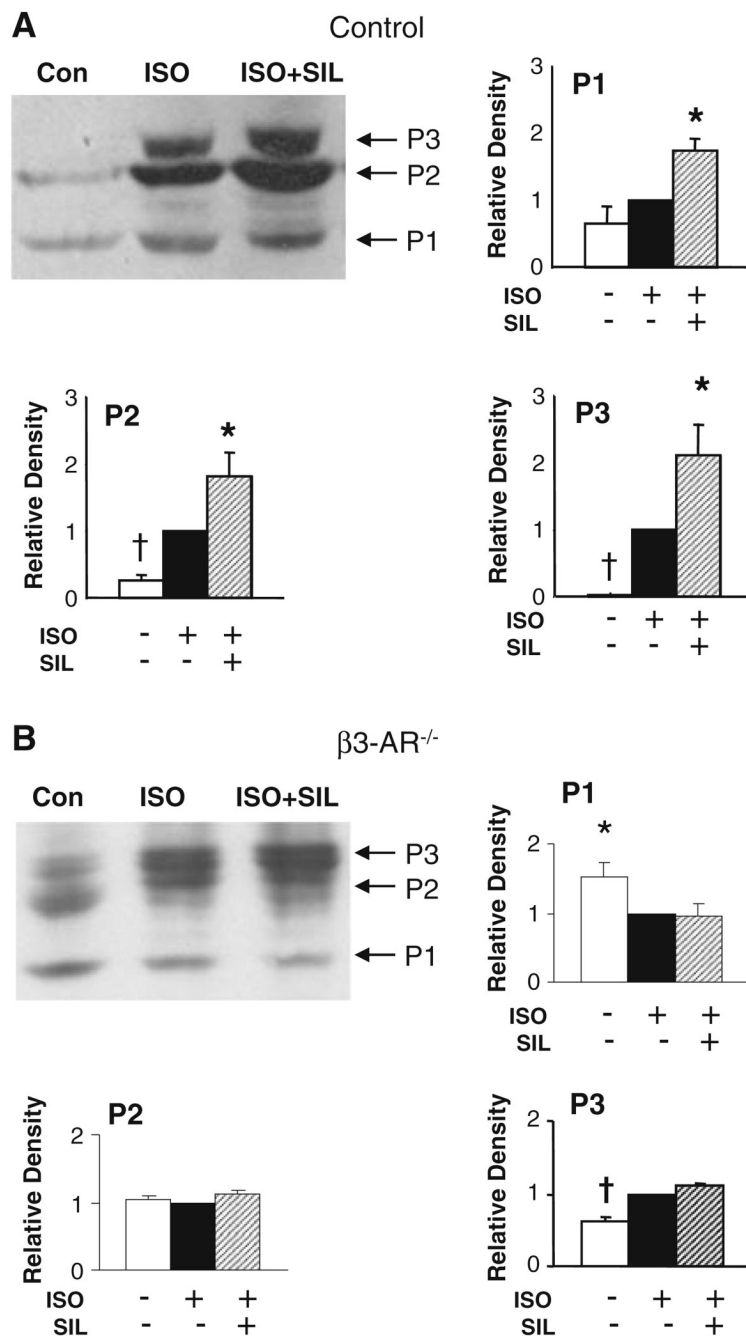 A
Control
Con ISO ISO+SIL
P3
P2
P1
P1
Relative Density
3
2
1
0
*
ISO - + +
SIL - - +
P2
Relative Density
3
2
1
0
†
*
ISO - + +
SIL - - +
P3
Relative Density
3
2
1
0
†
*
ISO - + +
SIL - - +
B
β3-AR-/-
Con ISO ISO+SIL
P3
P2
P1
P1
Relative Density
2
1
0
*
ISO - + +
SIL - - +
P2
Relative Density
2
1
0
ISO - + +
SIL - - +
P3
Relative Density
2
1
0
†
ISO - + +
SIL - - +